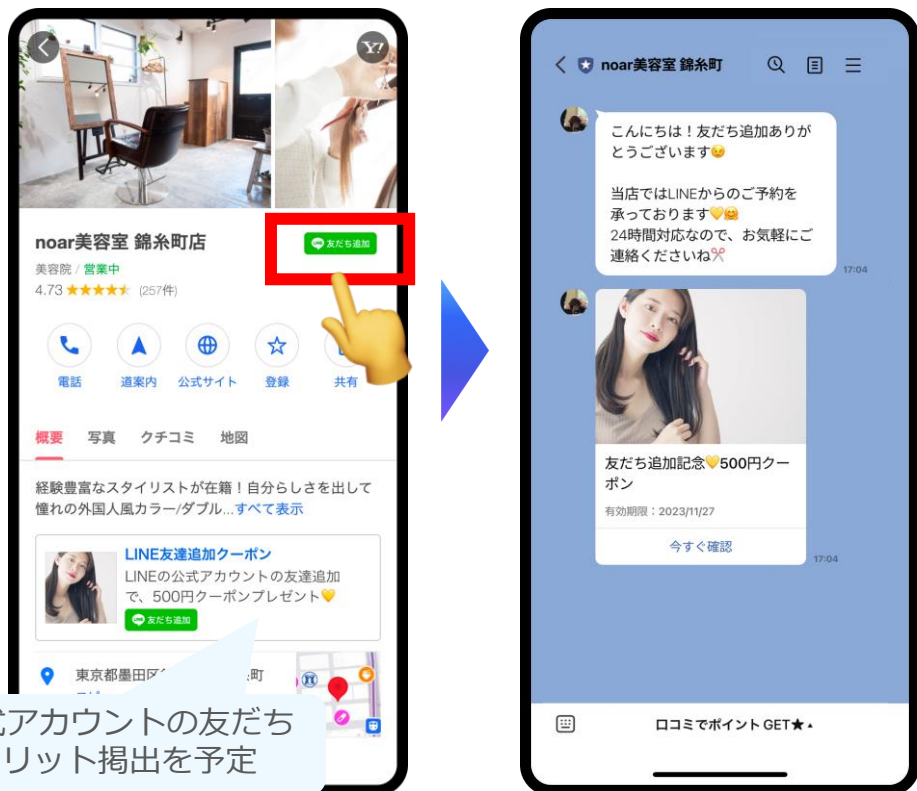 Y!
noar美容室 錦糸町店
友だち追加
美容院 / 営業中
4.73 ★★★★★ (257件)
電話
道案内
公式サイト
登録
共有
概要
写真
クチコミ
地図
経験豊富なスタイリストが在籍！自分らしさを出して
憧れの外国人風カラー/ダブル...すべて表示
LINE友達追加クーポン
LINEの公式アカウントの友達追加
で、500円クーポンプレゼント💛
友だち追加
東京都墨田区
糸町
アカウントの友だち
リット掲出を予定
noar美容室 錦糸町
こんにちは！友だち追加ありが
とうございます😉
当店ではLINEからのご予約を
承っております💛🤗
24時間対応なので、お気軽にご
連絡くださいね✂
17:04
友だち追加記念💛500円クー
ポン
有効期限：2023/11/27
今すぐ確認
17:04
口コミでポイント GET★▲